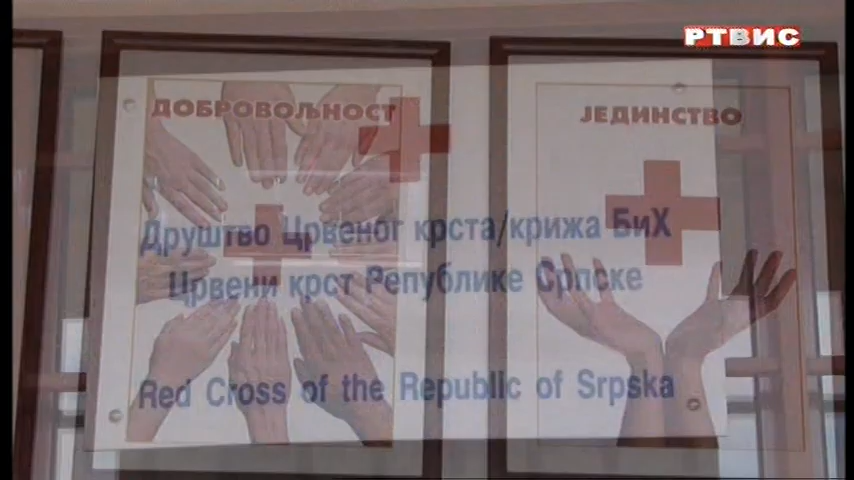 РТВИС
ДОБРОВОЉНОСТ
ЈЕДИНСТВО
Друштво Црвеног крста/крижа БиХ
Црвени крст Републике Српске
Red Cross of the Republic of Srpska